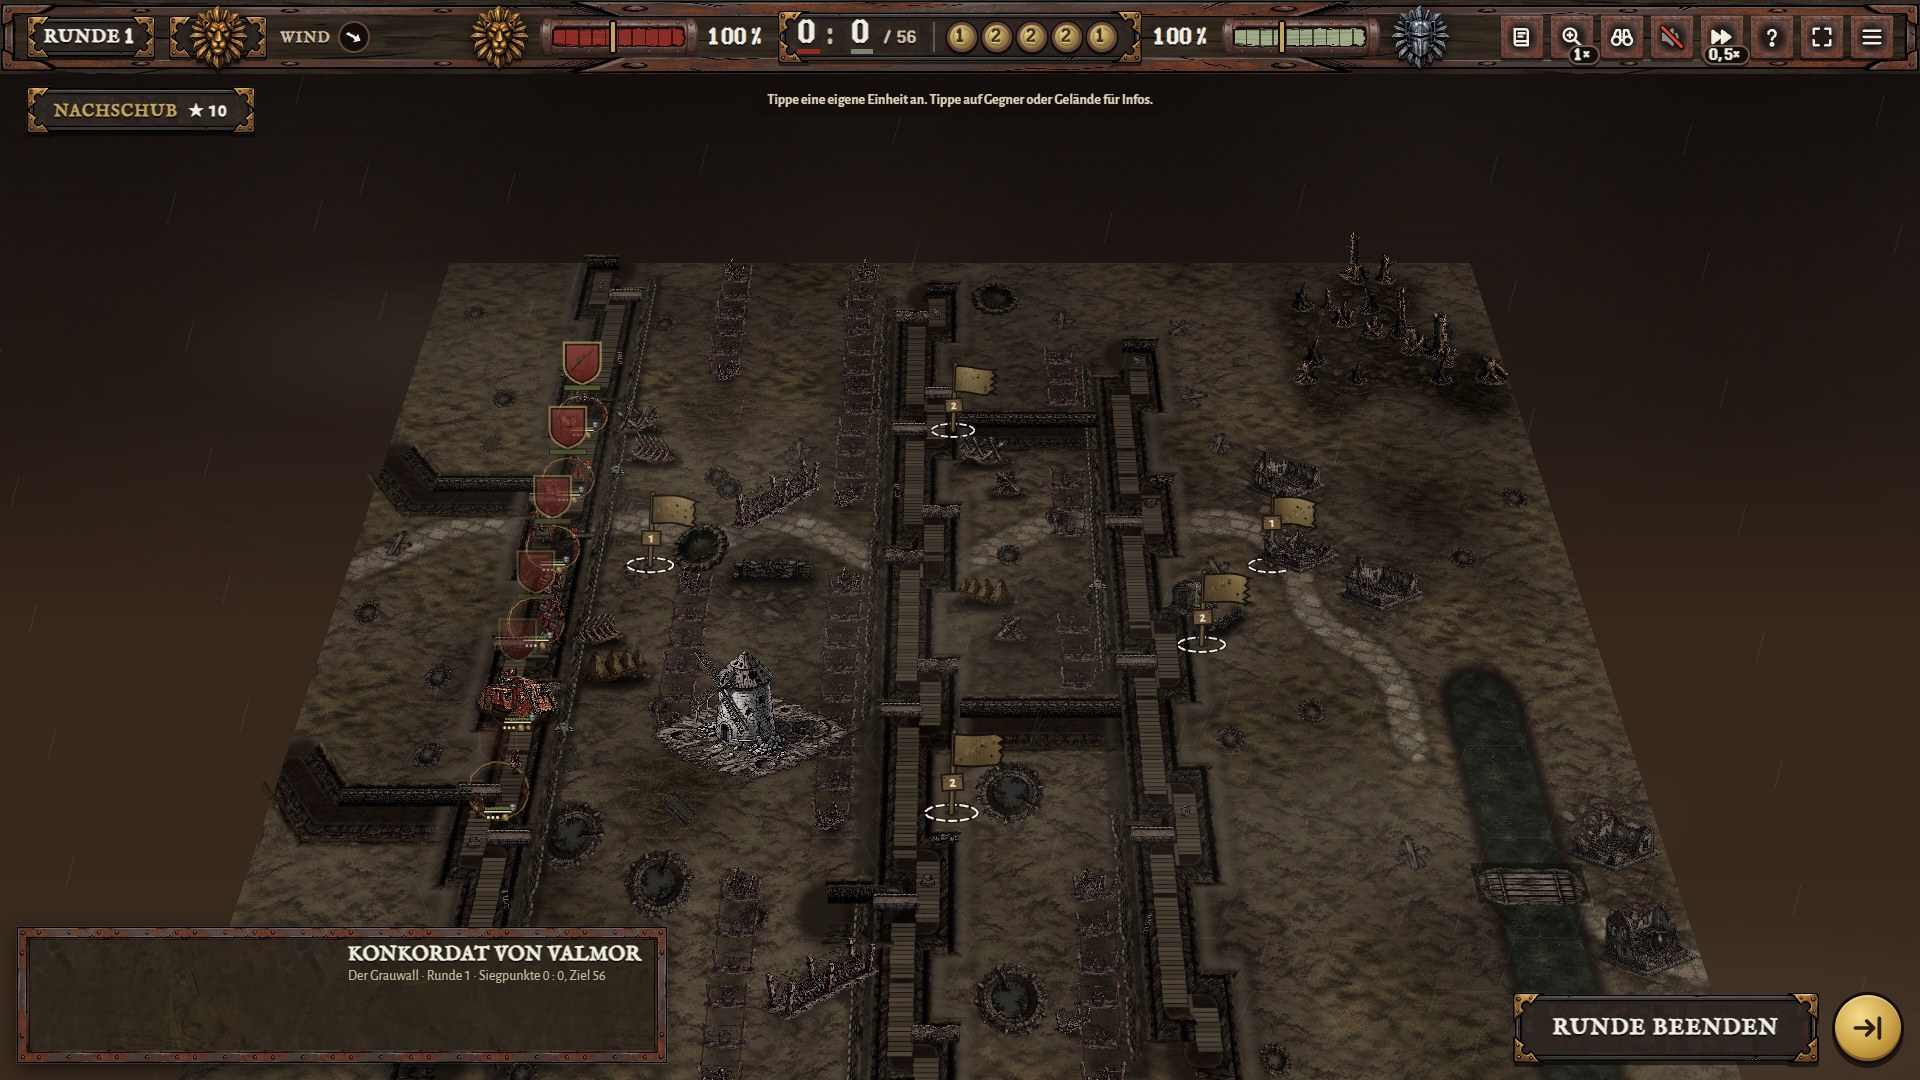 RUNDE 1
WIND
100%
0 : 0 / 56
1 2 2 2 1
100%
1×
0,5×
?
NACHSCHUB ★ 10
Tippe eine eigene Einheit an. Tippe auf Gegner oder Gelände für Infos.
2
1
1
2
2
KONKORDAT VON VALMOR
Der Grauwall · Runde 1 · Siegpunkte 0 : 0, Ziel 56
RUNDE BEENDEN